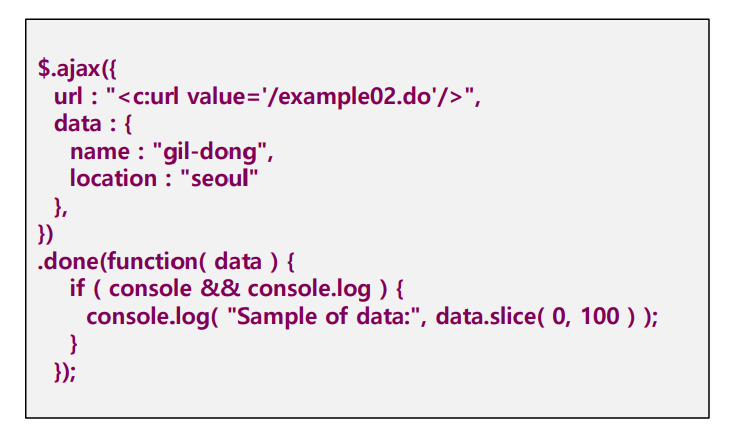 $.ajax({
url : "<c:url value='/example02.do'/>",
data : {
name : "gil-dong",
location : "seoul"
},
})
.done(function( data ) {
if ( console && console.log ) {
console.log( "Sample of data:", data.slice( 0, 100 ) );
}
});